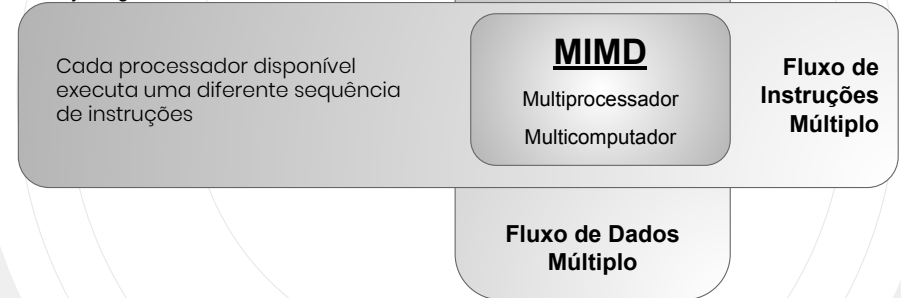 Cada processador disponível
executa uma diferente sequência
de instruções
MIMD
Multiprocessador
Multicomputador
Fluxo de
Instruções
Múltiplo
Fluxo de Dados
Múltiplo